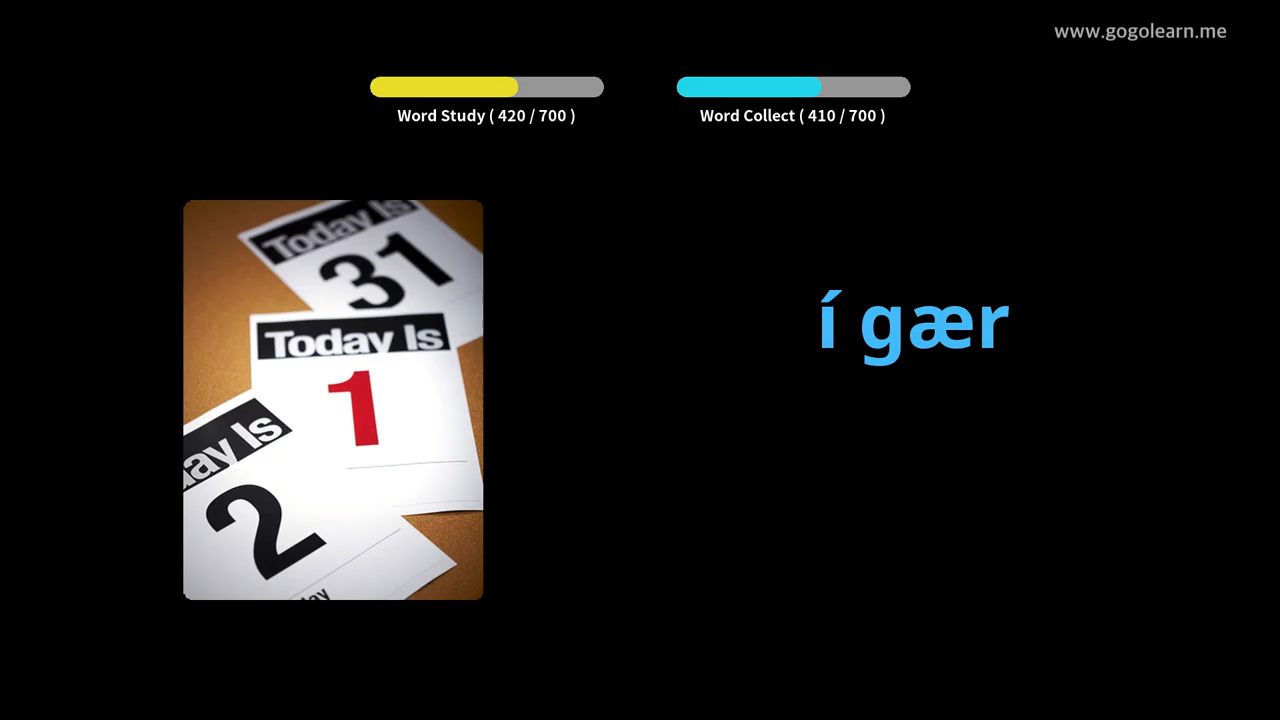 www.gogolearn.me
Word Study ( 420 / 700 )
Word Collect ( 410 / 700 )
Today Is
31
Today Is
1
ay Is
2
í gær